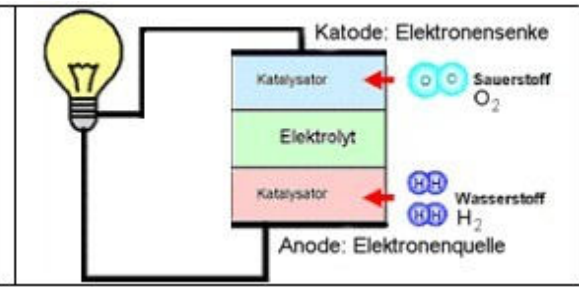 Katode: Elektronensenke
Katalysator
O O
Sauerstoff
O2
Elektrolyt
Katalysator
H H
H H
Wasserstoff
H2
Anode: Elektronenquelle